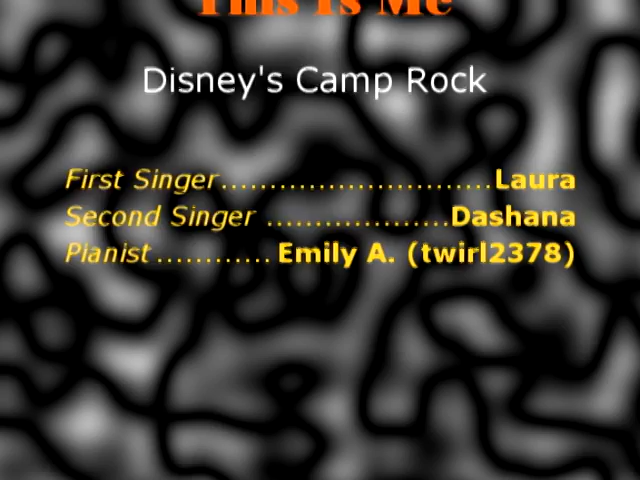 This Is Me
Disney's Camp Rock
First Singer............................Laura
Second Singer ...................Dashana
Pianist ............ Emily A. (twirl2378)